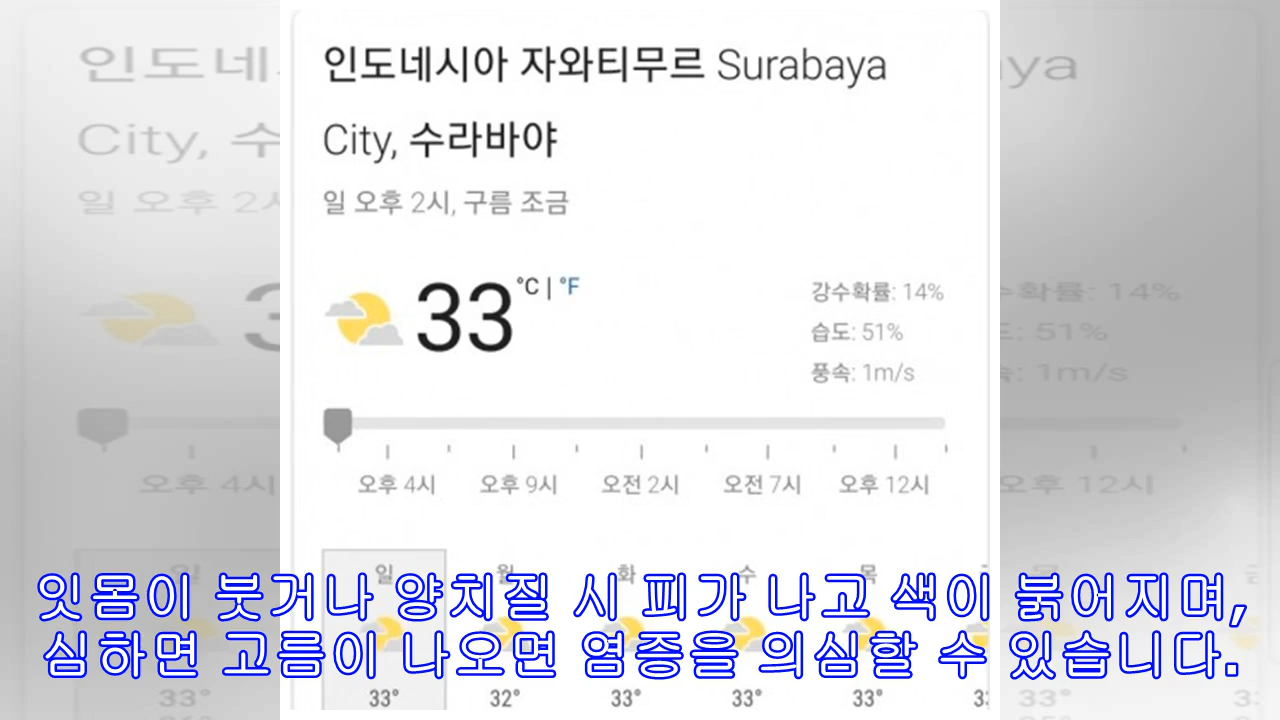 인도네시아 자와티무르 Surabaya
City, 수라바야
일 오후 2시, 구름 조금
33 °C | °F
강수확률: 14%
습도: 51%
풍속: 1m/s
오후 4시 오후 9시 오전 2시 오전 7시 오후 12시
일 월 화 수 목
잇몸이 붓거나 양치질 시 피가 나고 색이 붉어지며,
심하면 고름이 나오면 염증을 의심할 수 있습니다.
33° 32° 33° 33° 33°